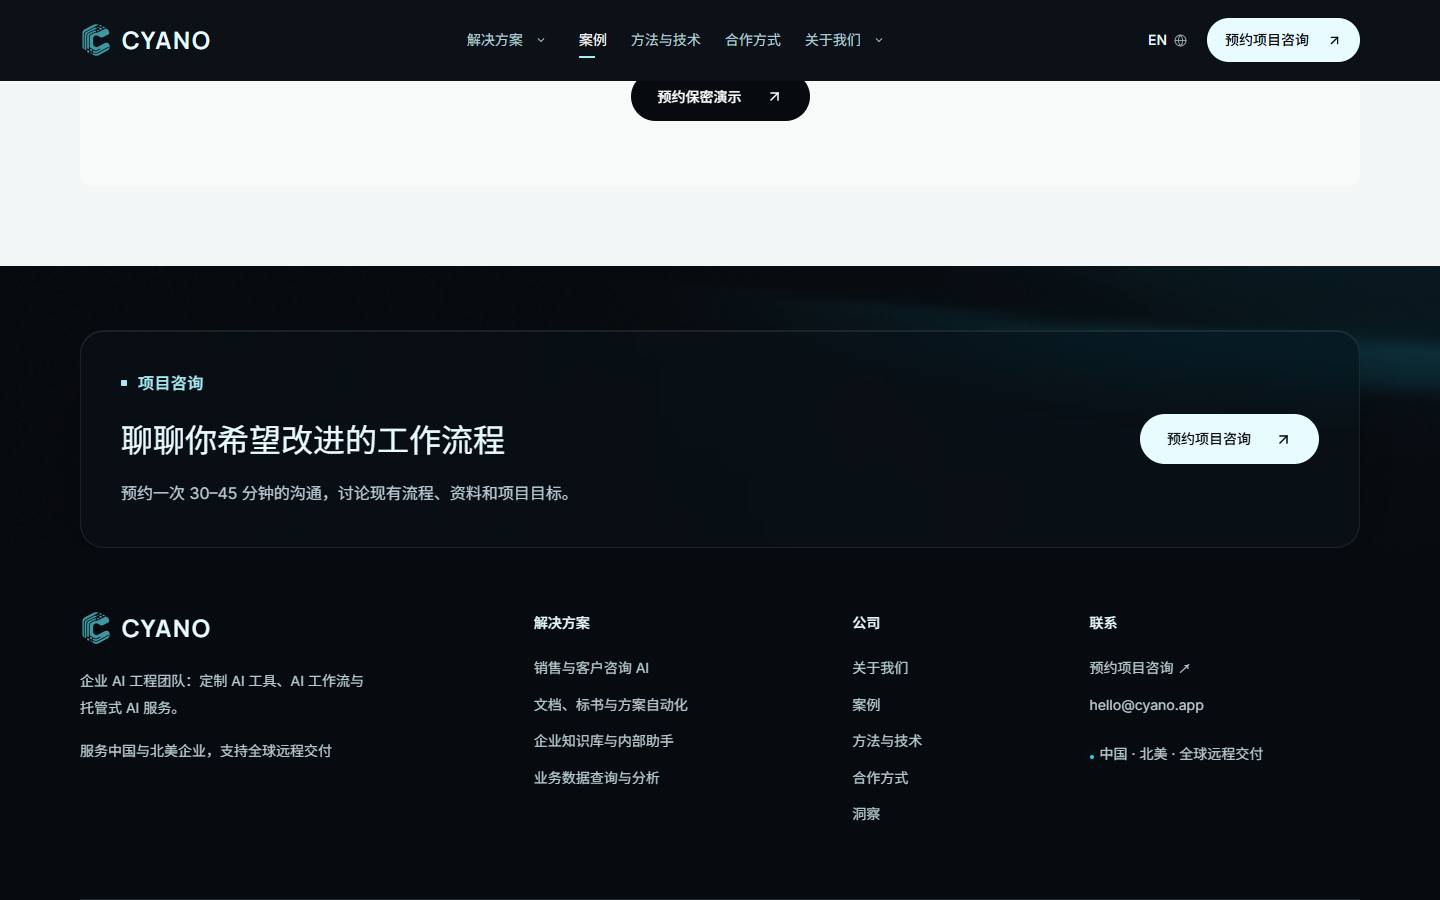 CYANO
解决方案
案例
方法与技术
合作方式
关于我们
EN
预约项目咨询
预约保密演示
项目咨询
聊聊你希望改进的工作流程
预约一次 30–45 分钟的沟通，讨论现有流程、资料和项目目标。
预约项目咨询
CYANO
企业 AI 工程团队：定制 AI 工具、AI 工作流与
托管式 AI 服务。
服务中国与北美企业，支持全球远程交付
解决方案
销售与客户咨询 AI
文档、标书与方案自动化
企业知识库与内部助手
业务数据查询与分析
公司
关于我们
案例
方法与技术
合作方式
洞察
联系
预约项目咨询 ↗
hello@cyano.app
中国 · 北美 · 全球远程交付